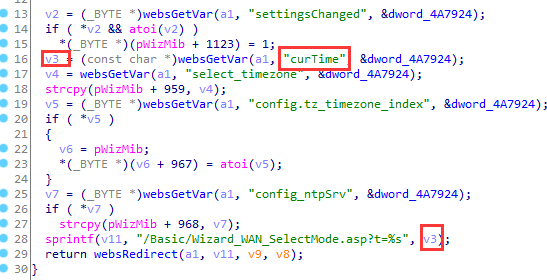 13 v2 = (_BYTE *)websGetVar(a1, "settingsChanged", &dword_4A7924);
14 if ( *v2 && atoi(v2) )
15 *(_BYTE *)(pWizMib + 1123) = 1;
16 v3 = (const char *)websGetVar(a1, "curTime", &dword_4A7924);
17 v4 = websGetVar(a1, "select_timezone", &dword_4A7924);
18 strcpy(pWizMib + 959, v4);
19 v5 = (_BYTE *)websGetVar(a1, "config.tz_timezone_index", &dword_4A7924);
20 if ( *v5 )
21 {
22 v6 = pWizMib;
23 *(_BYTE *)(v6 + 967) = atoi(v5);
24 }
25 v7 = (_BYTE *)websGetVar(a1, "config_ntpSrv", &dword_4A7924);
26 if ( *v7 )
27 strcpy(pWizMib + 968, v7);
28 sprintf(v11, "/Basic/Wizard_WAN_SelectMode.asp?t=%s", v3);
29 return websRedirect(a1, v11, v9, v8);
30 }